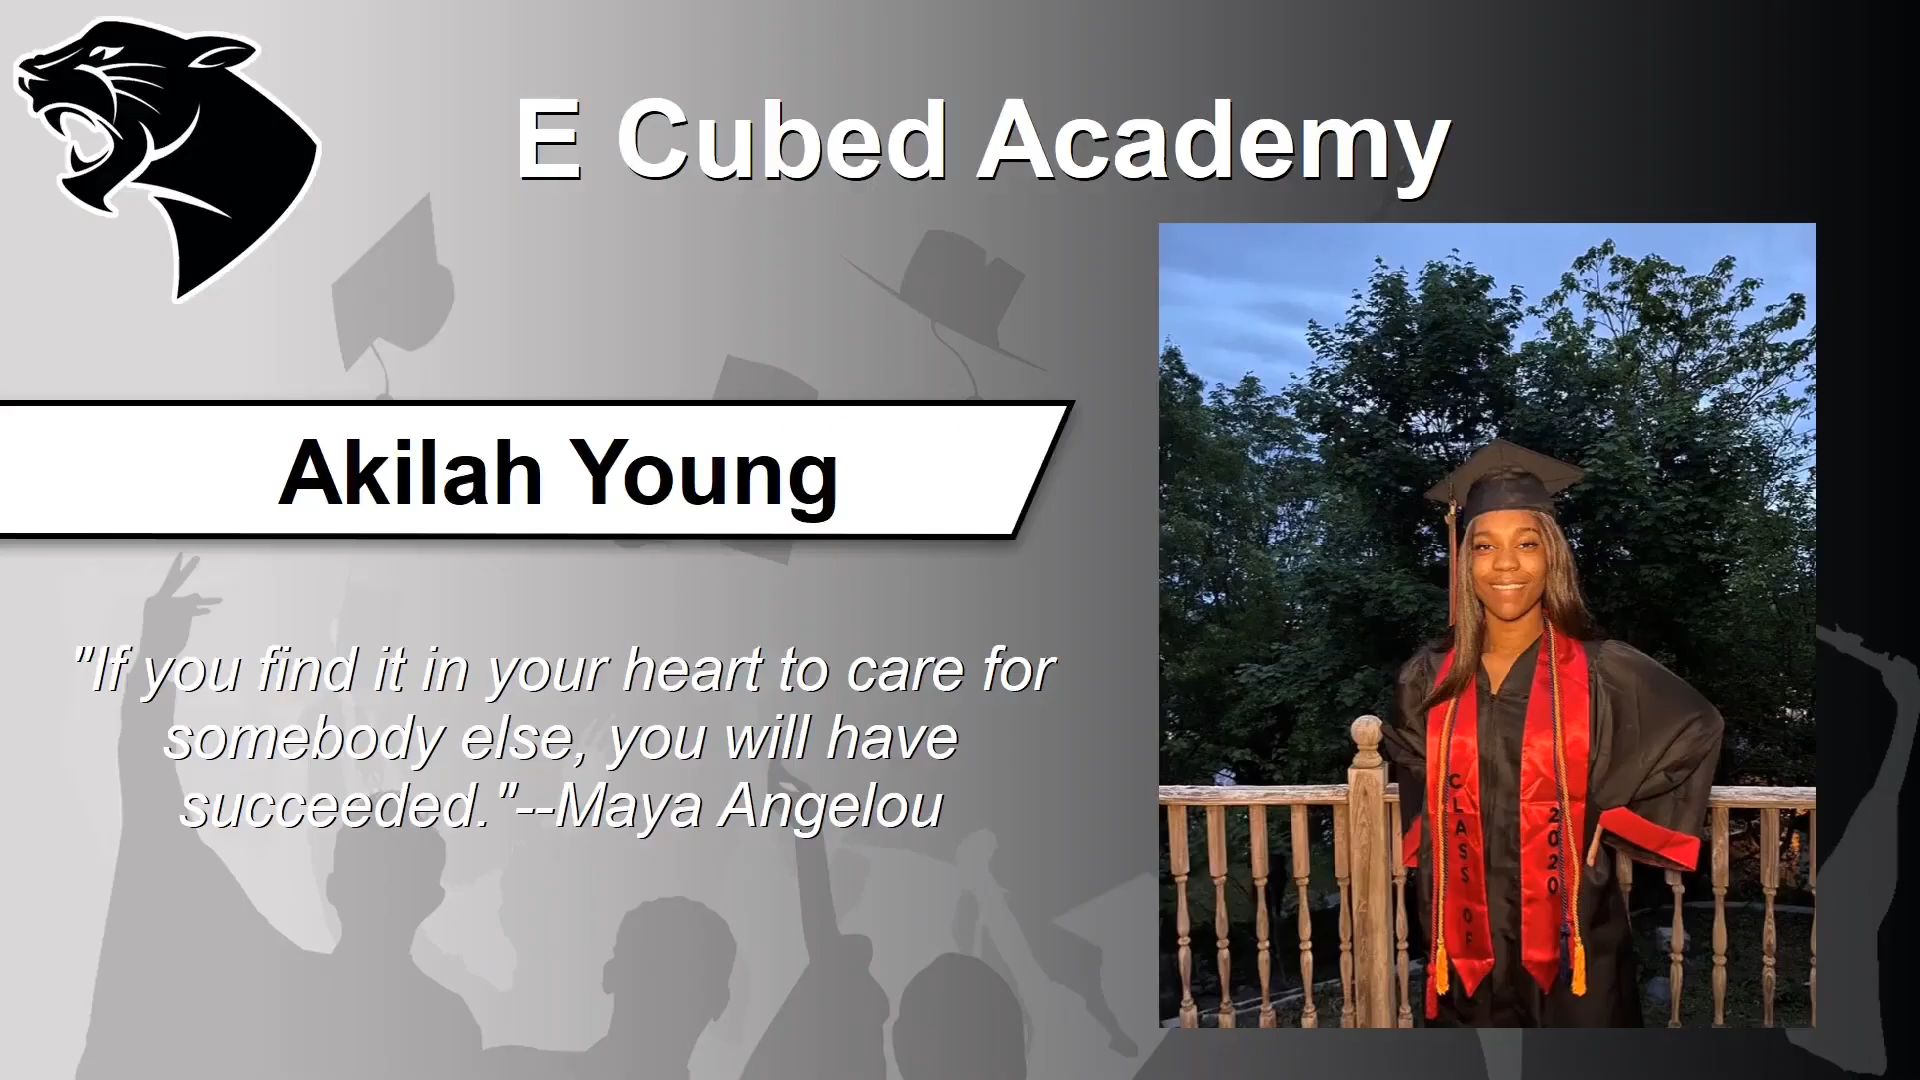 E Cubed Academy
Akilah Young
"If you find it in your heart to care for
somebody else, you will have
succeeded."--Maya Angelou
CLASS OF
2020